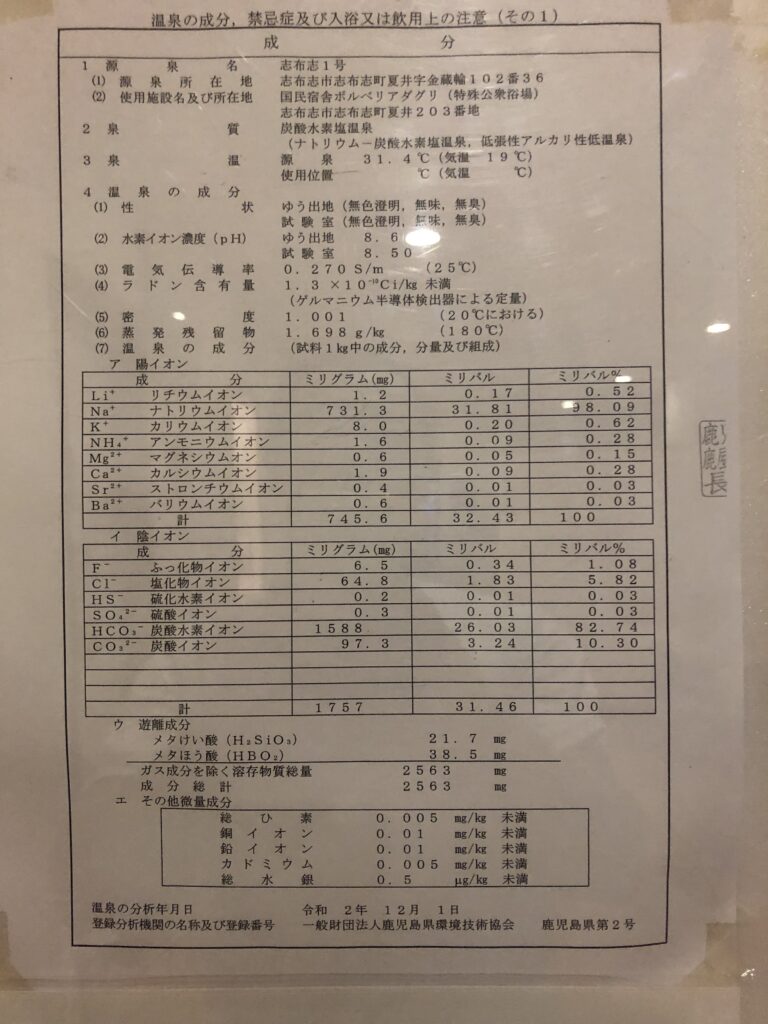 温泉の成分，禁忌症及び入浴又は飲用上の注意（その１）
成　　　分
１　源　泉　名　志布志１号
(1)　源泉所在地　志布志市志布志町夏井字金蔵輪１０２番３６
(2)　使用施設名及び所在地　国民宿舎ボルベリアダグリ（特殊公衆浴場）
志布志市志布志町夏井２０３番地
２　泉　質　炭酸水素塩温泉
（ナトリウム－炭酸水素塩温泉，低張性アルカリ性低温泉）
３　泉　温　源　泉　３１．４℃（気温　１９℃）
使用位置　　℃（気温　　℃）
４　温泉の成分
(1)　性　状　ゆう出地（無色澄明，無味，無臭）
試験室（無色澄明，無味，無臭）
(2)　水素イオン濃度（ｐＨ）　ゆう出地　８．６
試験室　８．５０
(3)　電気伝導率　０．２７０Ｓ/ｍ　（２５℃）
(4)　ラドン含有量　１．３×１０⁻¹⁰Ｃi/kg 未満
（ゲルマニウム半導体検出器による定量）
(5)　密　度　１．００１　（２０℃における）
(6)　蒸発残留物　１．６９８ｇ/kg　（１８０℃）
(7)　温泉の成分　（試料１kg中の成分，分量及び組成）
ア　陽イオン
成　分　ミリグラム(mg)　ミリバル　ミリバル％
Ｌi⁺　リチウムイオン　１．２　０．１７　０．５２
Ｎa⁺　ナトリウムイオン　７３１．３　３１．８１　９８．０９
Ｋ⁺　カリウムイオン　８．０　０．２０　０．６２
ＮＨ₄⁺　アンモニウムイオン　１．６　０．０９　０．２８
Ｍg²⁺　マグネシウムオン　０．６　０．０５　０．１５
Ｃa²⁺　カルシウムイオン　１．９　０．０９　０．２８
Ｓr²⁺　ストロンチウムイオン　０．４　０．０１　０．０３
Ｂa²⁺　バリウムイオン　０．６　０．０１　０．０３
計　７４５．６　３２．４３　１００
イ　陰イオン
成　分　ミリグラム(mg)　ミリバル　ミリバル％
Ｆ⁻　ふっ化物イオン　６．５　０．３４　１．０８
Ｃl⁻　塩化物イオン　６４．８　１．８３　５．８２
ＨＳ⁻　硫化水素イオン　０．２　０．０１　０．０３
ＳＯ₄²⁻　硫酸イオン　０．３　０．０１　０．０３
ＨＣＯ₃⁻　炭酸水素イオン　１５８８　２６．０３　８２．７４
ＣＯ₃²⁻　炭酸イオン　９７．３　３．２４　１０．３０
計　１７５７　３１．４６　１００
ウ　遊離成分
メタけい酸（Ｈ₂ＳiＯ₃）　２１．７　mg
メタほう酸（ＨＢＯ₂）　３８．５　mg
ガス成分を除く溶存物質総量　２５６３　mg
成分総計　２５６３　mg
エ　その他微量成分
総ひ素　０．００５　mg/kg　未満
銅イオン　０．０１　mg/kg　未満
鉛イオン　０．０１　mg/kg　未満
カドミウム　０．００５　mg/kg　未満
総水銀　０．５　μg/kg　未満
温泉の分析年月日　令和　２年　１２月　１日
登録分析機関の名称及び登録番号　一般財団法人鹿児島県環境技術協会　鹿児島県第２号